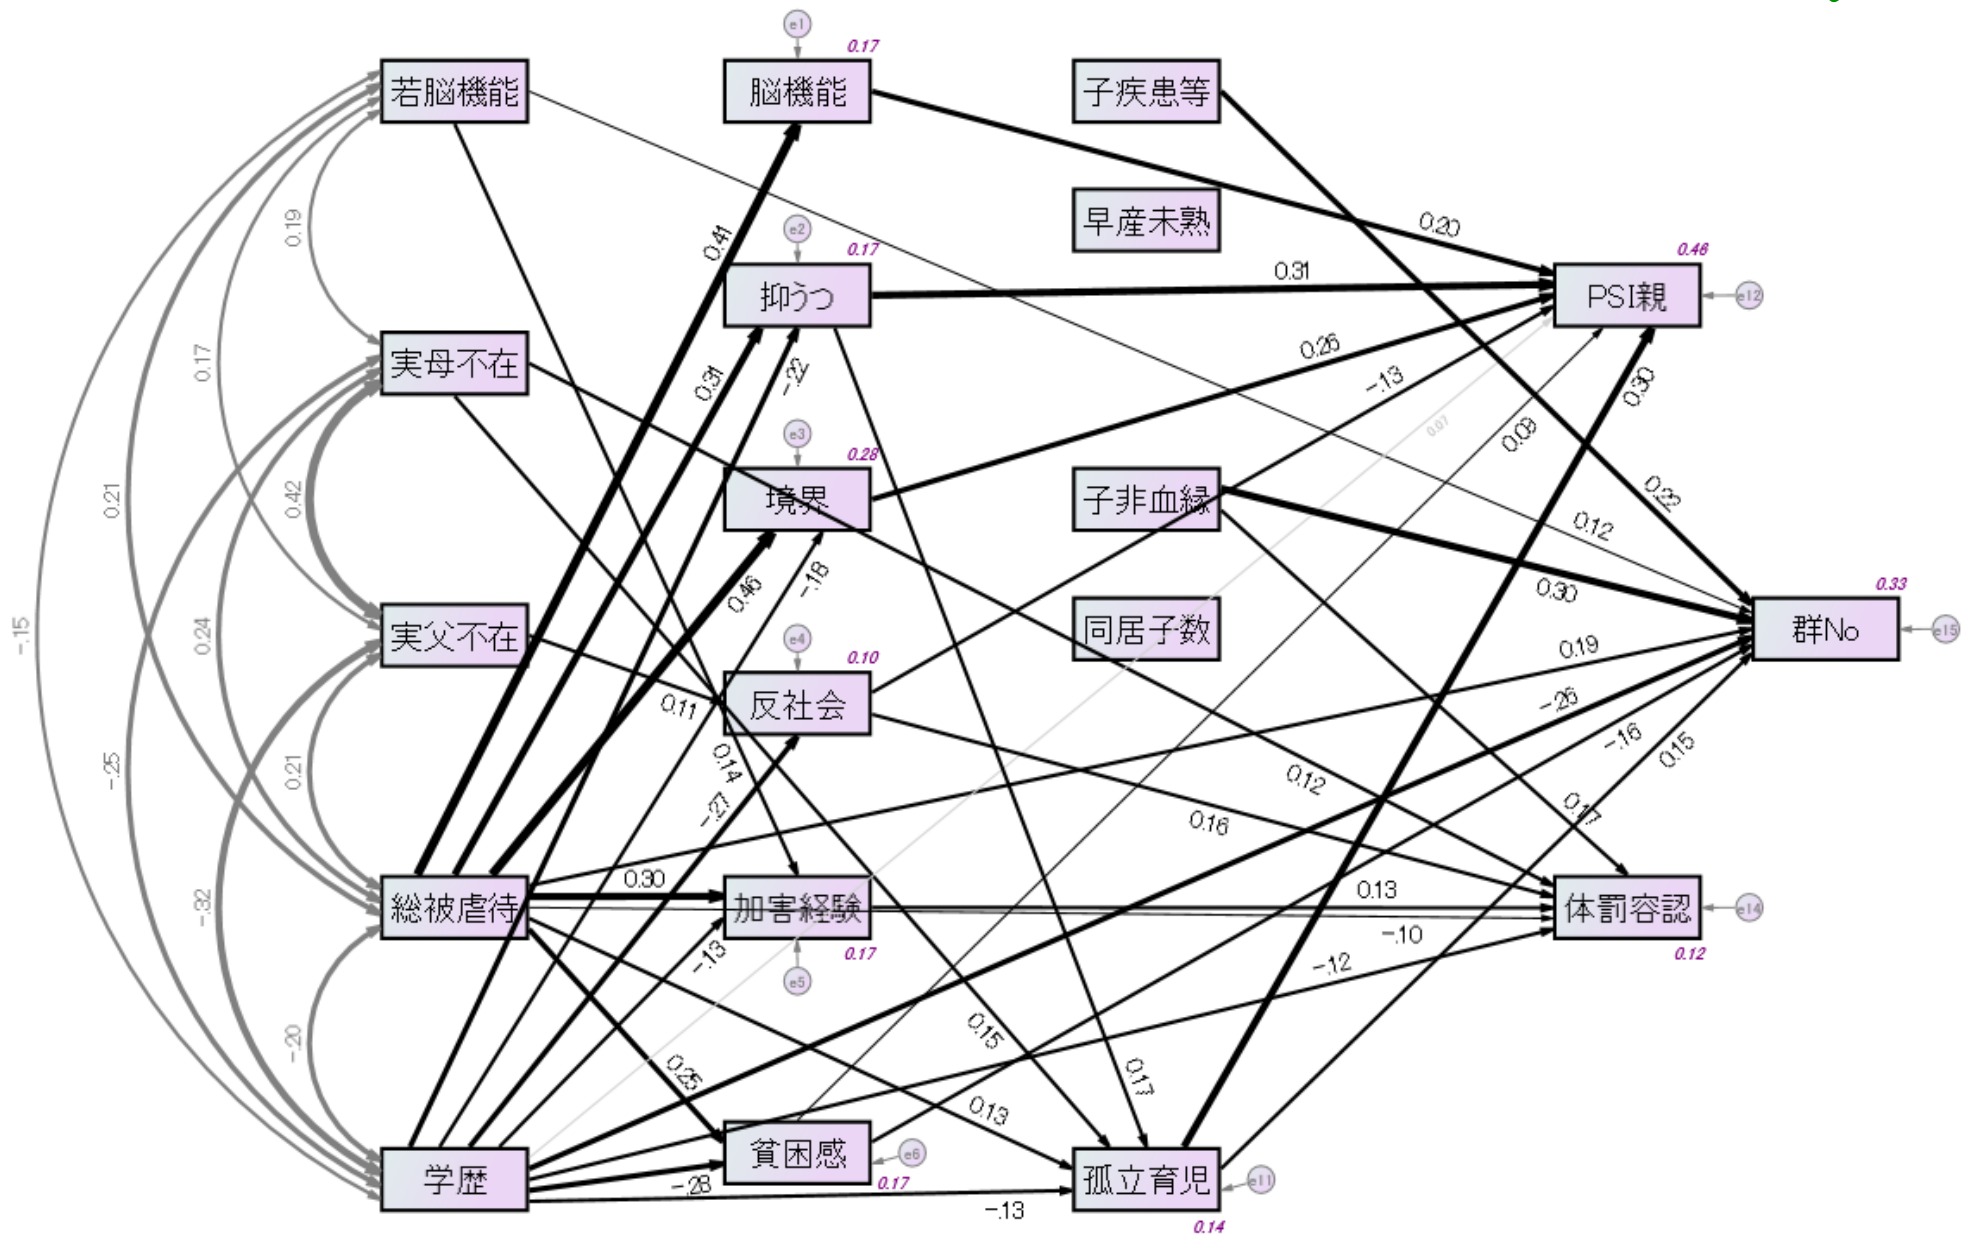 e1
0.17
若脳機能
脳機能
子疾患等
早産未熟
0.19
e2
0.41
0.20
0.17
0.46
抑うつ
0.31
PSI親
e12
0.17
実母不在
0.31
-.22
0.26
-.13
0.30
0.07
0.09
e3
0.28
0.21
0.42
境界
子非血縁
0.22
0.12
0.46
-.18
0.30
0.33
-.15
0.24
実父不在
e4
0.10
同居子数
0.19
群No
e15
0.11
反社会
-.26
-.16
0.15
-.25
0.21
0.14
-.27
0.12
0.16
0.17
-.32
総被虐待
0.30
加害経験
0.13
体罰容認
e14
-.13
0.17
-.10
0.12
-.12
e5
-.20
0.15
0.25
0.17
0.13
学歴
貧困感
e6
孤立育児
e11
-.28
0.17
-.13
0.14